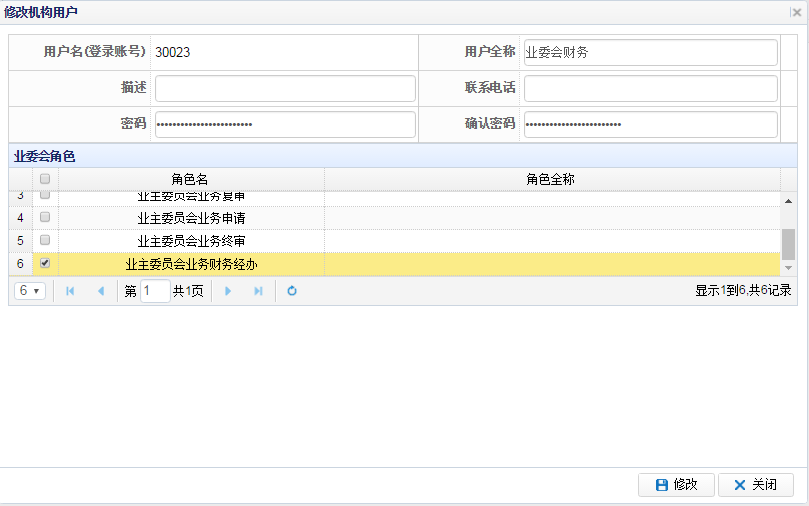 修改机构用户
用户名(登录账号) 30023 用户全称 业委会财务
描述 联系电话
密码 ••••••••••••••••••••••••• 确认密码 •••••••••••••••••••••••••
业委会角色
角色名 角色全称
3 业主委员会业务复审
4 业主委员会业务申请
5 业主委员会业务终审
6 业主委员会业务财务经办
6 第 1 共1页 显示1到6,共6记录
修改 关闭